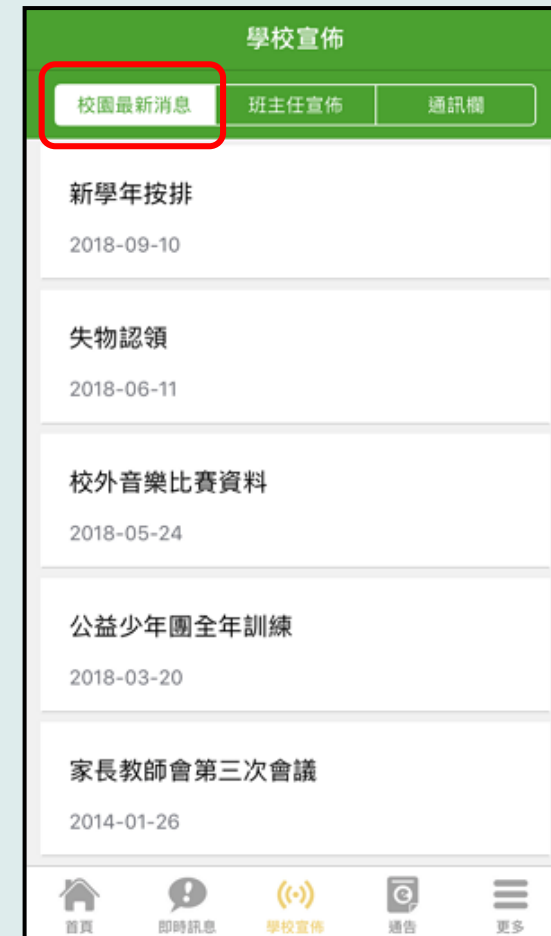 學校宣佈
校園最新消息 班主任宣佈 通訊欄
新學年按排
2018-09-10
失物認領
2018-06-11
校外音樂比賽資料
2018-05-24
公益少年團全年訓練
2018-03-20
家長教師會第三次會議
2014-01-26
首頁 即時訊息 學校宣佈 通告 更多